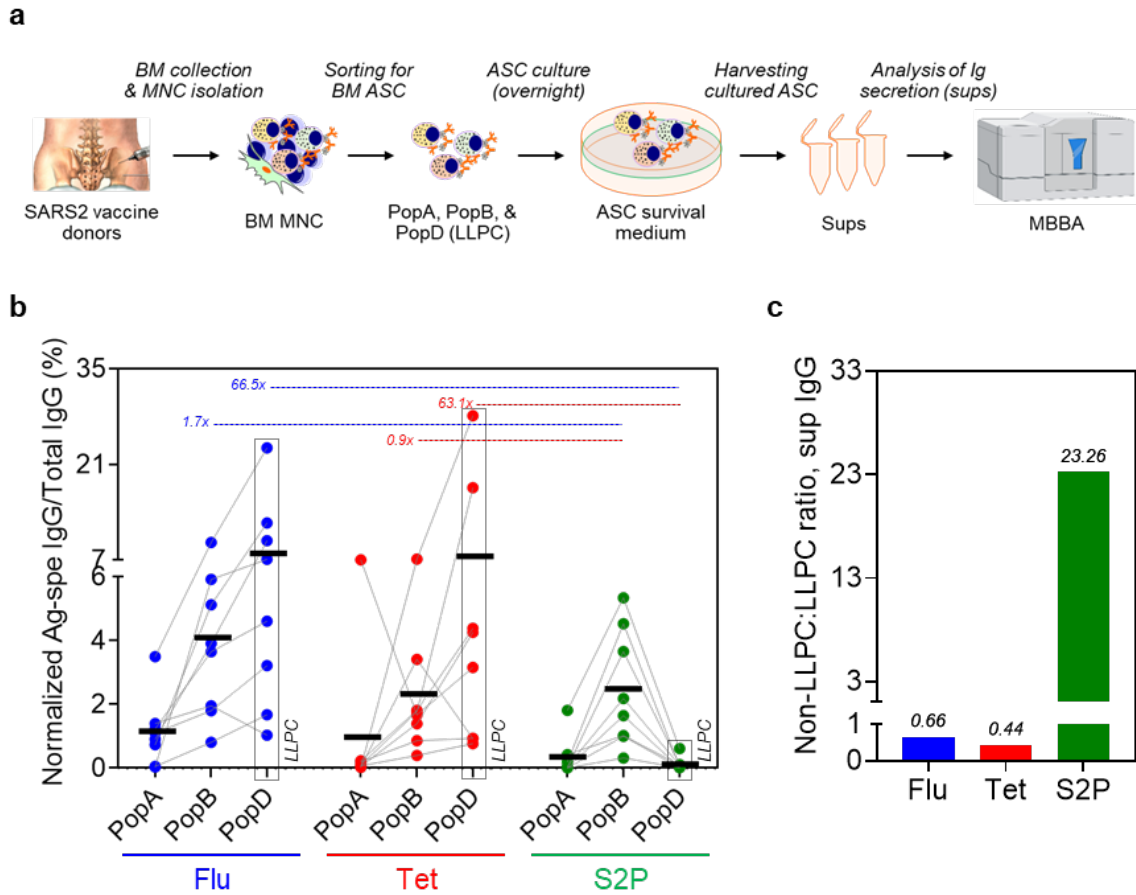 a
BM collection
& MNC isolation
Sorting for
BM ASC
ASC culture
(overnight)
Harvesting
cultured ASC
Analysis of Ig
secretion (sups)
SARS2 vaccine
donors
BM MNC
PopA, PopB, &
PopD (LLPC)
ASC survival
medium
Sups
MBBA
b
Normalized Ag-spe IgG/Total IgG (%)
35
21
7
6
4
2
0
66.5x
63.1x
1.7x
0.9x
LLPC
LLPC
LLPC
PopA
PopB
PopD
PopA
PopB
PopD
PopA
PopB
PopD
Flu
Tet
S2P
c
Non-LLPC:LLPC ratio, sup IgG
33
23
13
3
1
0
0.66
0.44
23.26
Flu
Tet
S2P